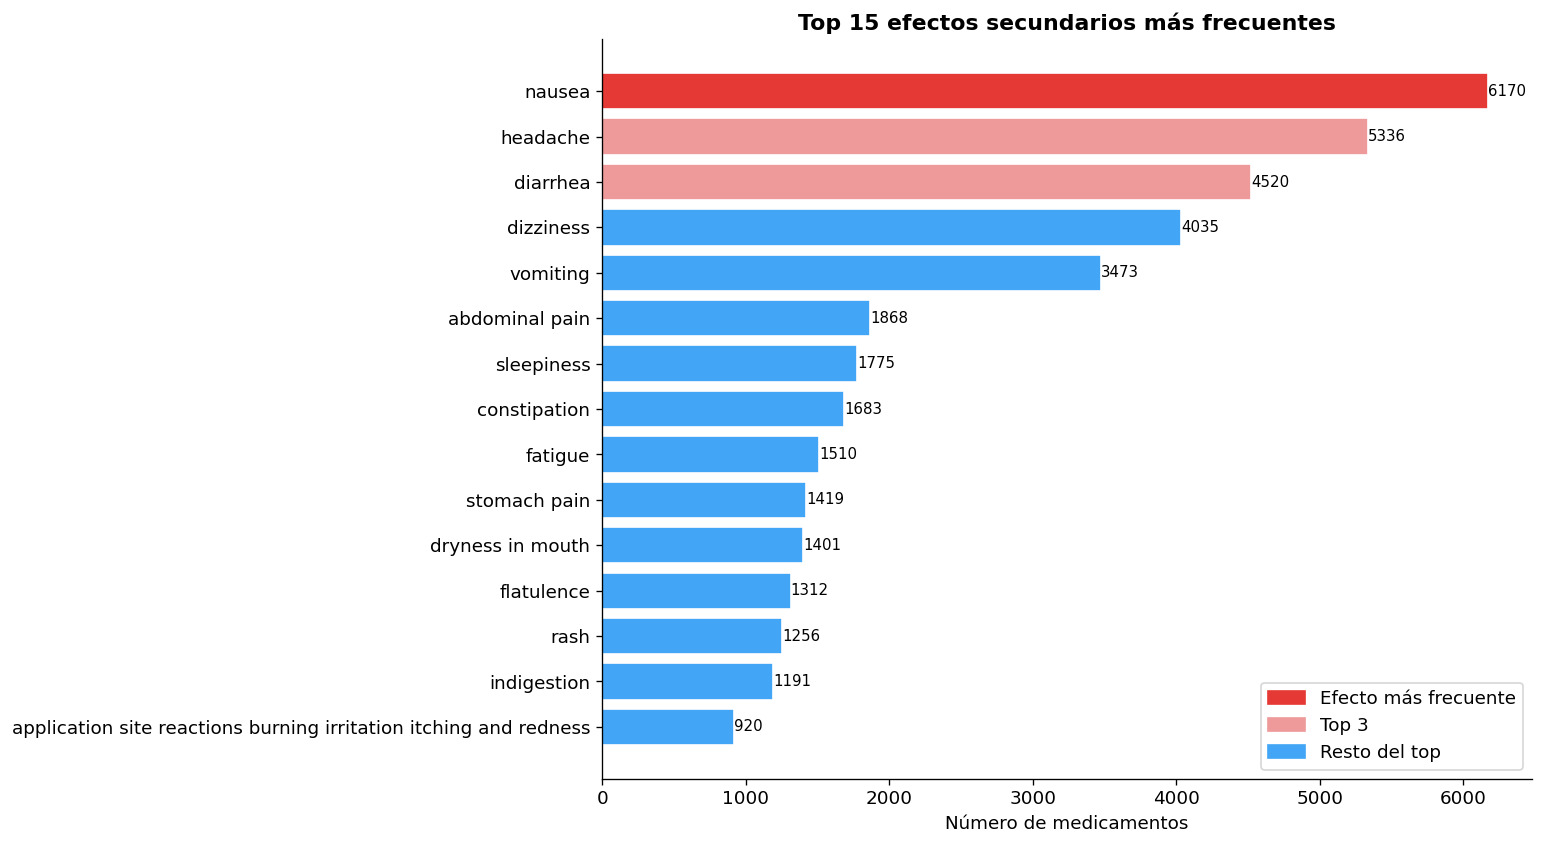 Top 15 efectos secundarios más frecuentes
nausea 6170
headache 5336
diarrhea 4520
dizziness 4035
vomiting 3473
abdominal pain 1868
sleepiness 1775
constipation 1683
fatigue 1510
stomach pain 1419
dryness in mouth 1401
flatulence 1312
rash 1256
indigestion 1191
application site reactions burning irritation itching and redness 920
Efecto más frecuente
Top 3
Resto del top
0 1000 2000 3000 4000 5000 6000
Número de medicamentos